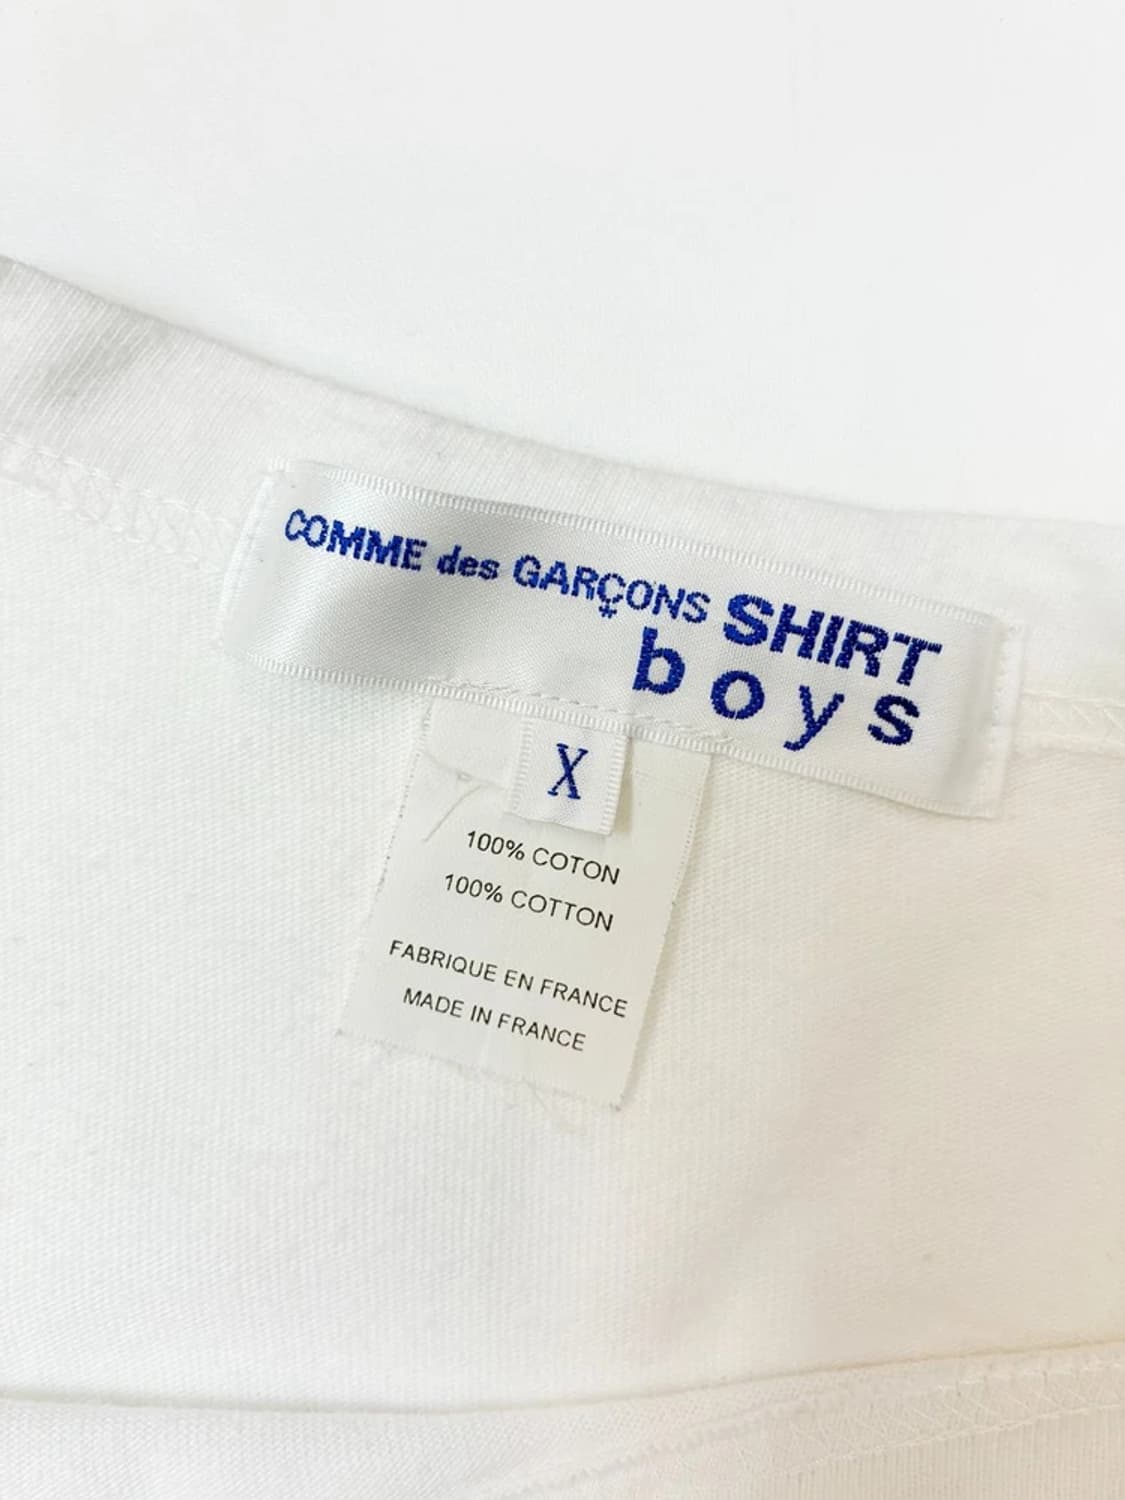 COMME des GARÇONS SHIRT
boys
X
100% COTON
100% COTTON
FABRIQUE EN FRANCE
MADE IN FRANCE